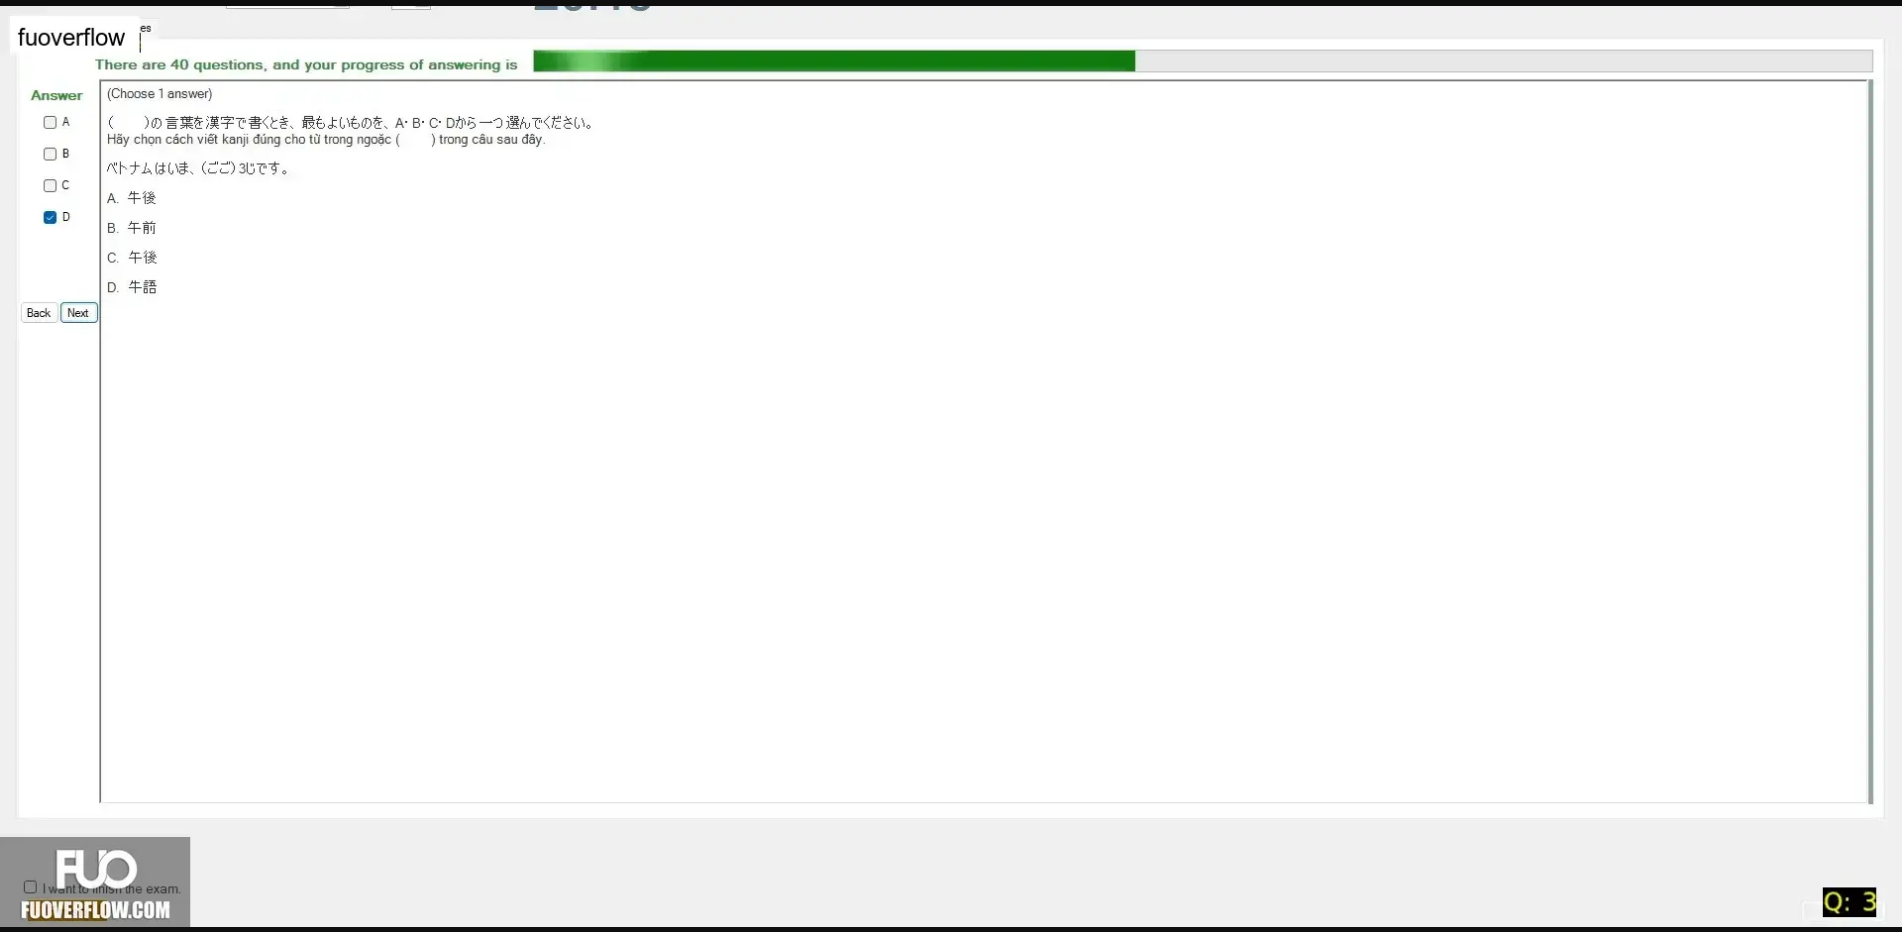 fuoverflow
es
There are 40 questions, and your progress of answering is
Answer
A
B
C
D
Back Next
(Choose 1 answer)
(　　)の言葉を漢字で書くとき、最もよいものを、A・B・C・Dから一つ選んでください。
Hãy chọn cách viết kanji đúng cho từ trong ngoặc (　　) trong câu sau đây.
ベトナムはいま、(ごご) 3じです。
A. 牛後
B. 午前
C. 午後
D. 牛語
FUO
I want to finish the exam.
FUOVERFLOW.COM
Q: 3